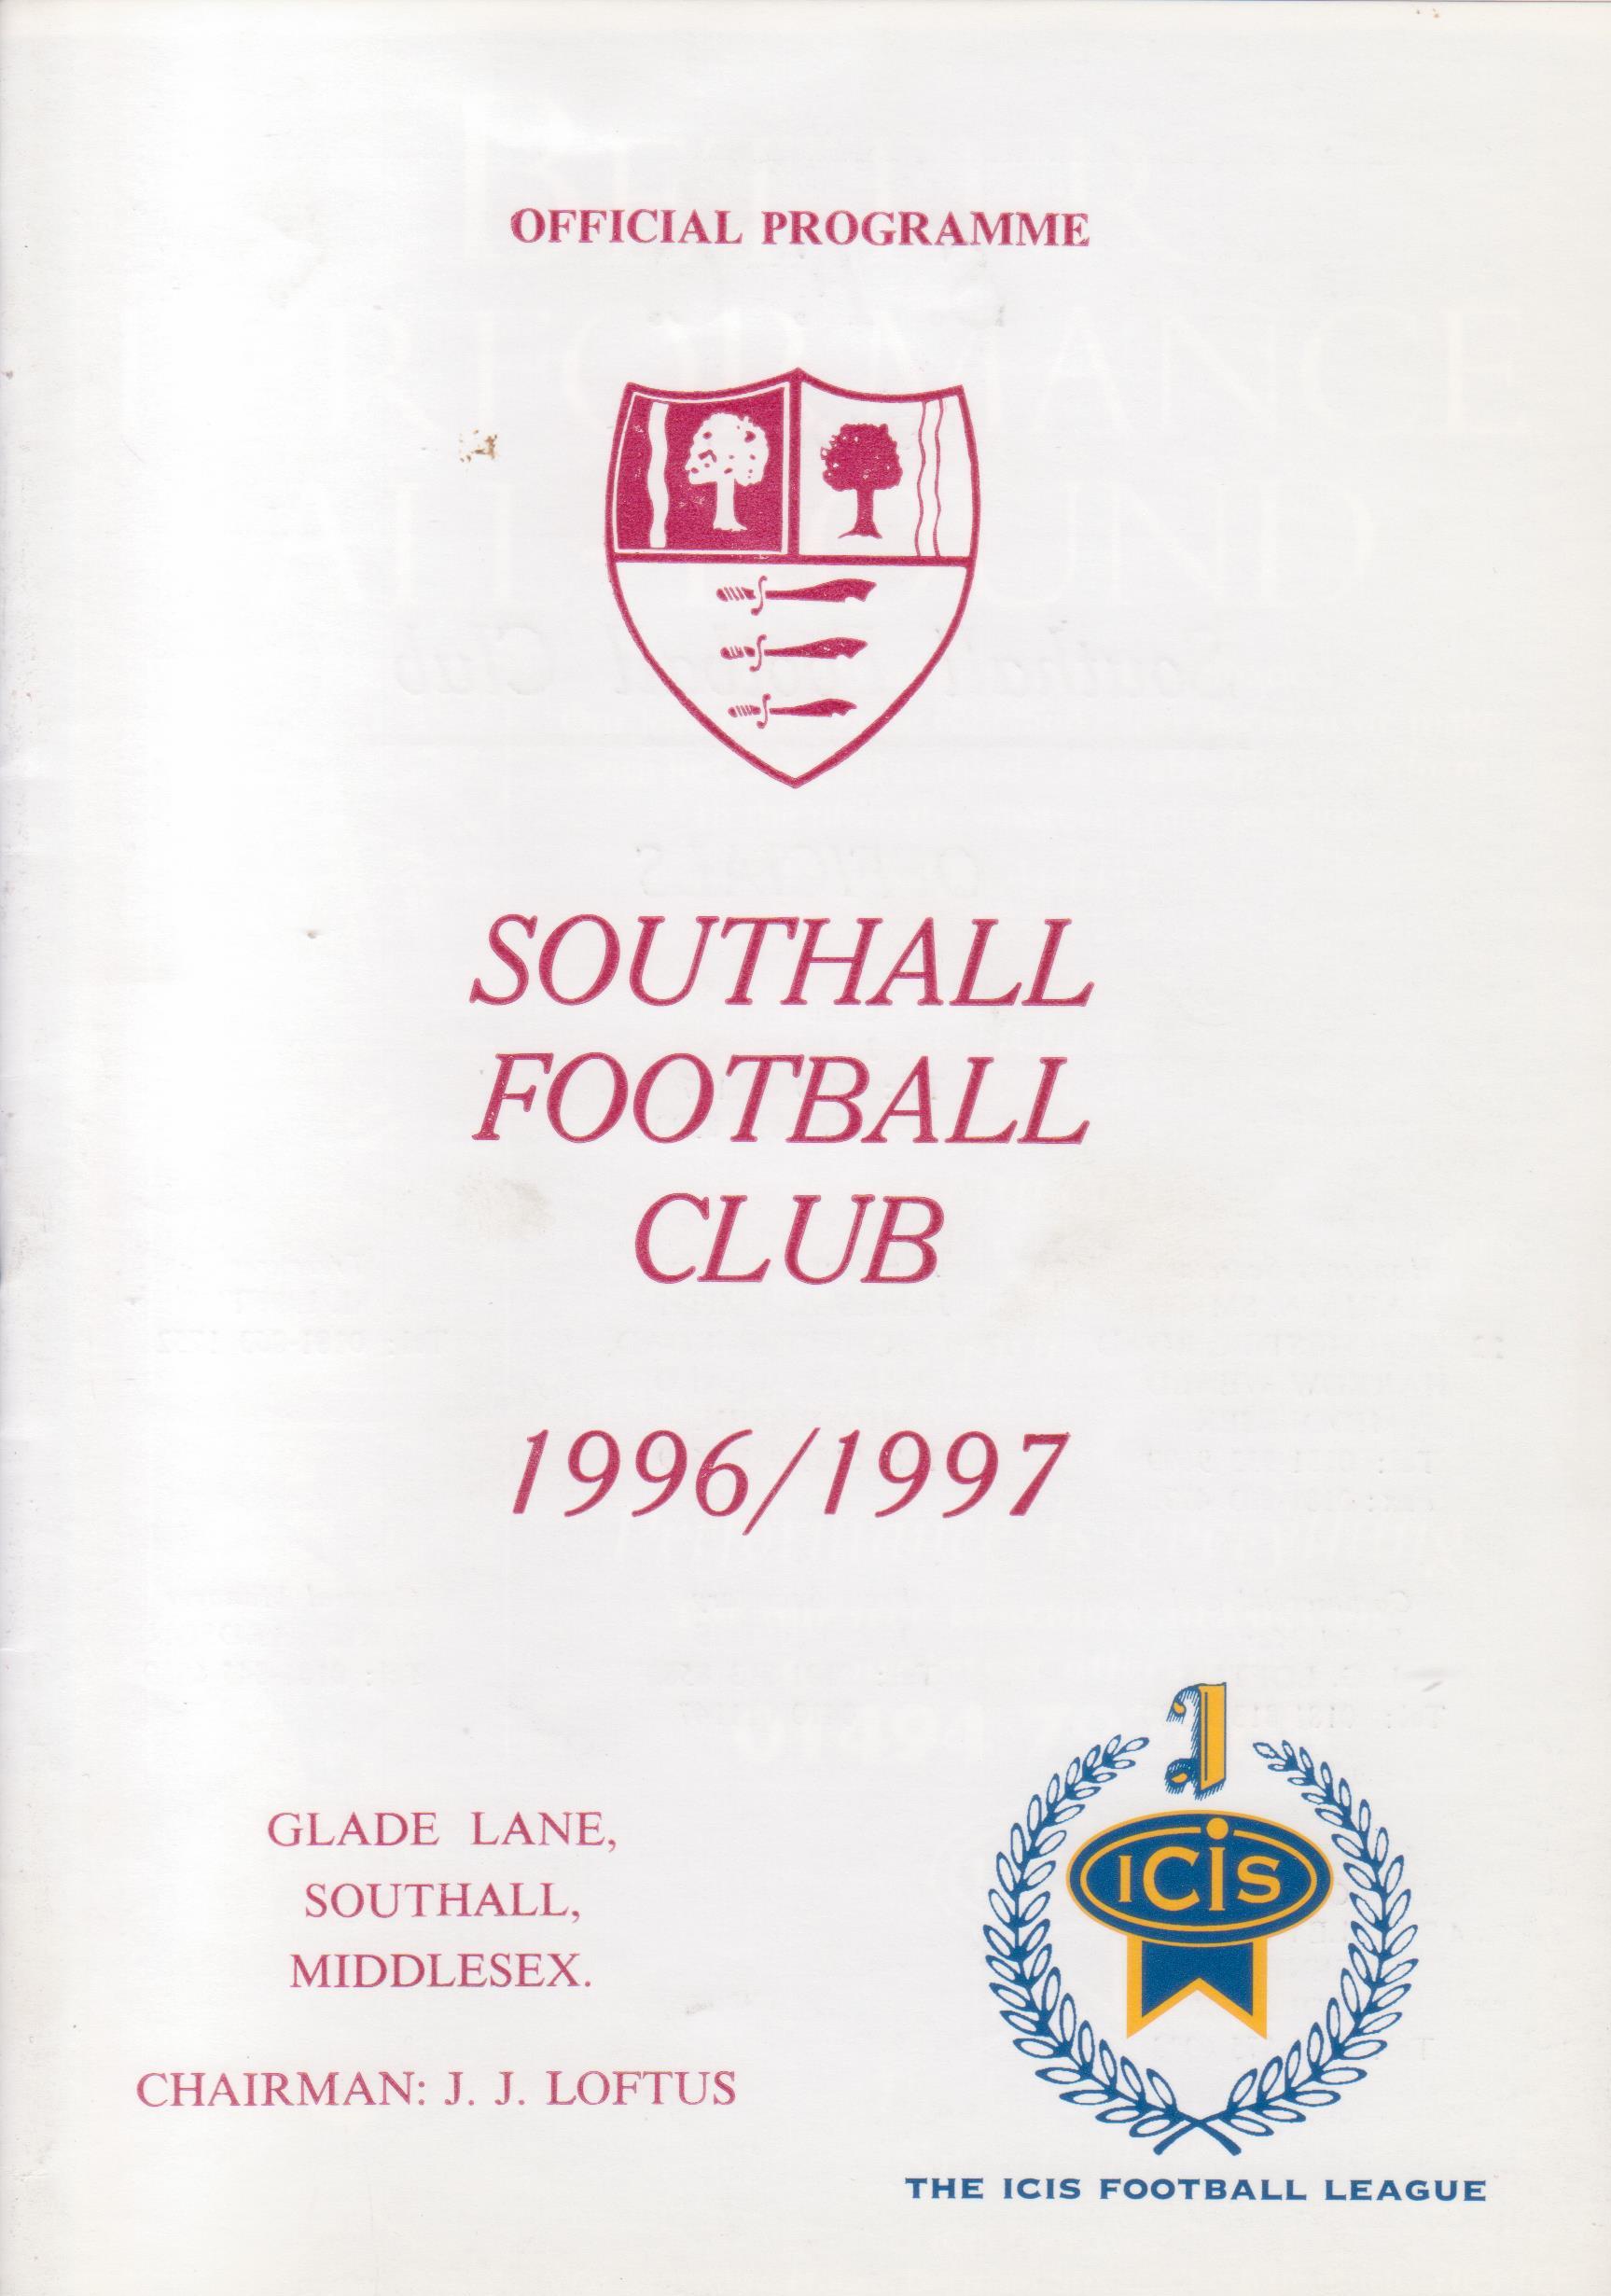 OFFICIAL PROGRAMME
SOUTHALL
FOOTBALL
CLUB
1996/1997
GLADE LANE,
SOUTHALL,
MIDDLESEX.
CHAIRMAN: J. J. LOFTUS
I
ICIS
THE ICIS FOOTBALL LEAGUE